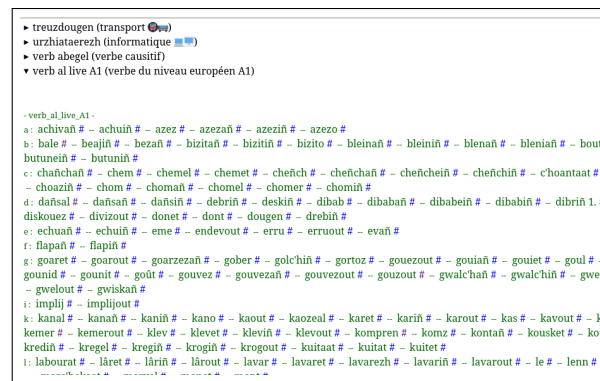 ▸ treuzdougen (transport 🚇🚌)
▸ urzhiataerezh (informatique 💻🖥)
▸ verb abegel (verbe causitif)
▾ verb al live A1 (verbe du niveau européen A1)
- verb_al_live_A1 -
a : achivañ # -- achuiñ # -- azez # -- azezañ # -- azeziñ # -- azezo #
b : bale # -- beajiñ # -- bezañ # -- bizitañ # -- bizitiñ # -- bizito # -- bleinañ # -- bleiniñ # -- blenañ # -- bleniañ # -- bout
butuneiñ # -- butuniñ #
c : chañchañ # -- chem # -- chemel # -- chemet # -- cheñch # -- cheñchañ # -- cheñcheiñ # -- cheñchiñ # -- c'hoantaat #
-- choaziñ # -- chom # -- chomañ # -- chomel # -- chomer # -- chomiñ #
d : dañsal # -- dañsañ # -- dañsiñ # -- debriñ # -- deskiñ # -- dibab # -- dibabañ # -- dibabeiñ # -- dibabiñ # -- dibriñ 1. #
diskouez # -- divizout # -- donet # -- dont # -- dougen # -- drebiñ #
e : echuañ # -- echuiñ # -- eme # -- endevout # -- erru # -- erruout # -- evañ #
f : flapañ # -- flapiñ #
g : goaret # -- goarout # -- goarzezañ # -- gober # -- golc'hiñ # -- gortoz # -- gouezout # -- gouiañ # -- gouiet # -- goul #
gounid # -- gounit # -- goût # -- gouvez # -- gouvezañ # -- gouvezout # -- gouzout # -- gwalc'hañ # -- gwalc'hiñ # -- gwe
-- gwelout # -- gwiskañ #
i : implij # -- implijout #
k : kanal # -- kanañ # -- kaniñ # -- kano # -- kaout # -- kaozeal # -- karet # -- kariñ # -- karout # -- kas # -- kavout #
kemer # -- kemerout # -- klev # -- klevet # -- kleviñ # -- klevout # -- kompren # -- komz # -- kontañ # -- kousket # -- ko
krediñ # -- kregel # -- kregiñ # -- krogiñ # -- krogout # -- kuitaat # -- kuitat # -- kuitet #
l : labourat # -- lâret # -- lâriñ # -- lârout # -- lavar # -- lavaret # -- lavarezh # -- lavariñ # -- lavarout # -- le # -- lenn #